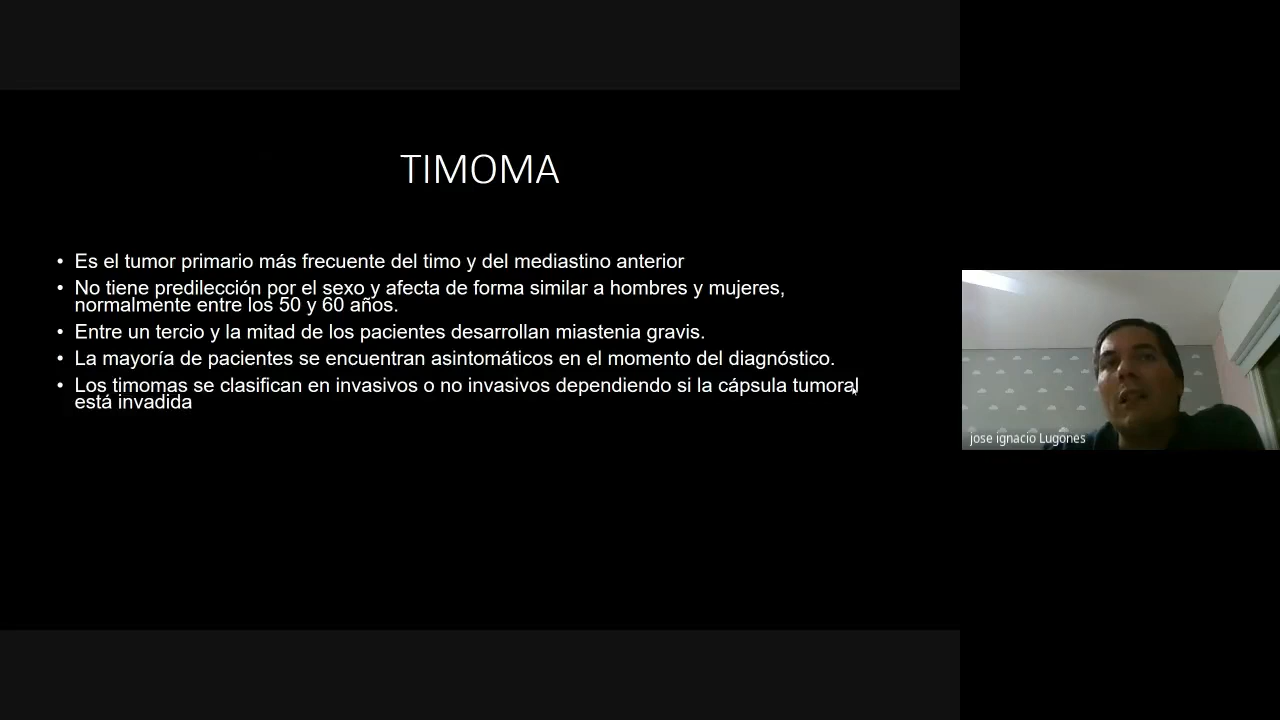 TIMOMA
• Es el tumor primario más frecuente del timo y del mediastino anterior
• No tiene predilección por el sexo y afecta de forma similar a hombres y mujeres,
normalmente entre los 50 y 60 años.
• Entre un tercio y la mitad de los pacientes desarrollan miastenia gravis.
• La mayoría de pacientes se encuentran asintomáticos en el momento del diagnóstico.
• Los timomas se clasifican en invasivos o no invasivos dependiendo si la cápsula tumoral
está invadida
jose ignacio Lugones